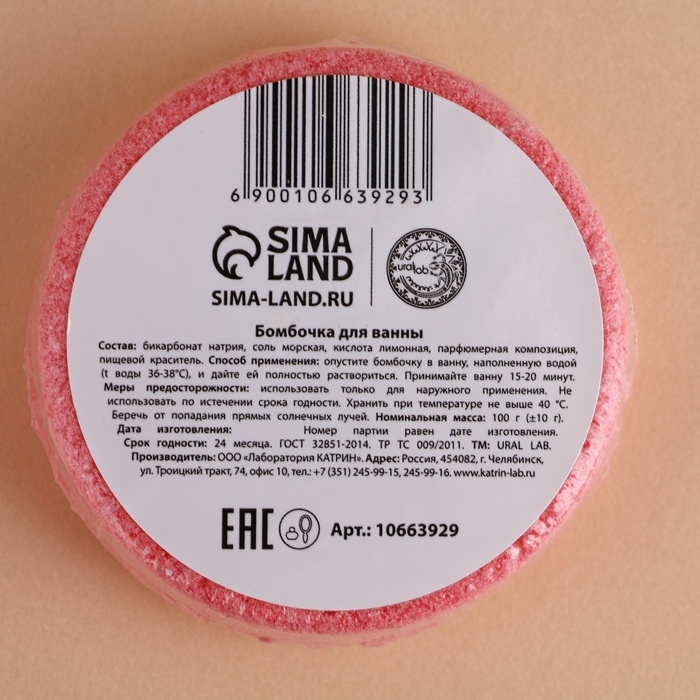 6 900106 639293
SIMA
LAND
SIMA-LAND.RU
ural lab
Бомбочка для ванны
Состав: бикарбонат натрия, соль морская, кислота лимонная, парфюмерная композиция,
пищевой краситель. Способ применения: опустите бомбочку в ванну, наполненную водой
(t воды 36-38°С), и дайте ей полностью раствориться. Принимайте ванну 15-20 минут.
Меры предосторожности: использовать только для наружного применения. Не
использовать по истечении срока годности. Хранить при температуре не выше 40 °С.
Беречь от попадания прямых солнечных лучей. Номинальная масса: 100 г (±10 г).
Дата изготовления: Номер партии равен дате изготовления.
Срок годности: 24 месяца. ГОСТ 32851-2014. ТР ТС 009/2011. ТМ: URAL LAB.
Производитель: ООО «Лаборатория КАТРИН». Адрес: Россия, 454082, г. Челябинск,
ул. Троицкий тракт, 74, офис 10, тел.: +7 (351) 245-99-15, 245-99-16. www.katrin-lab.ru
ЕАС Арт.: 10663929